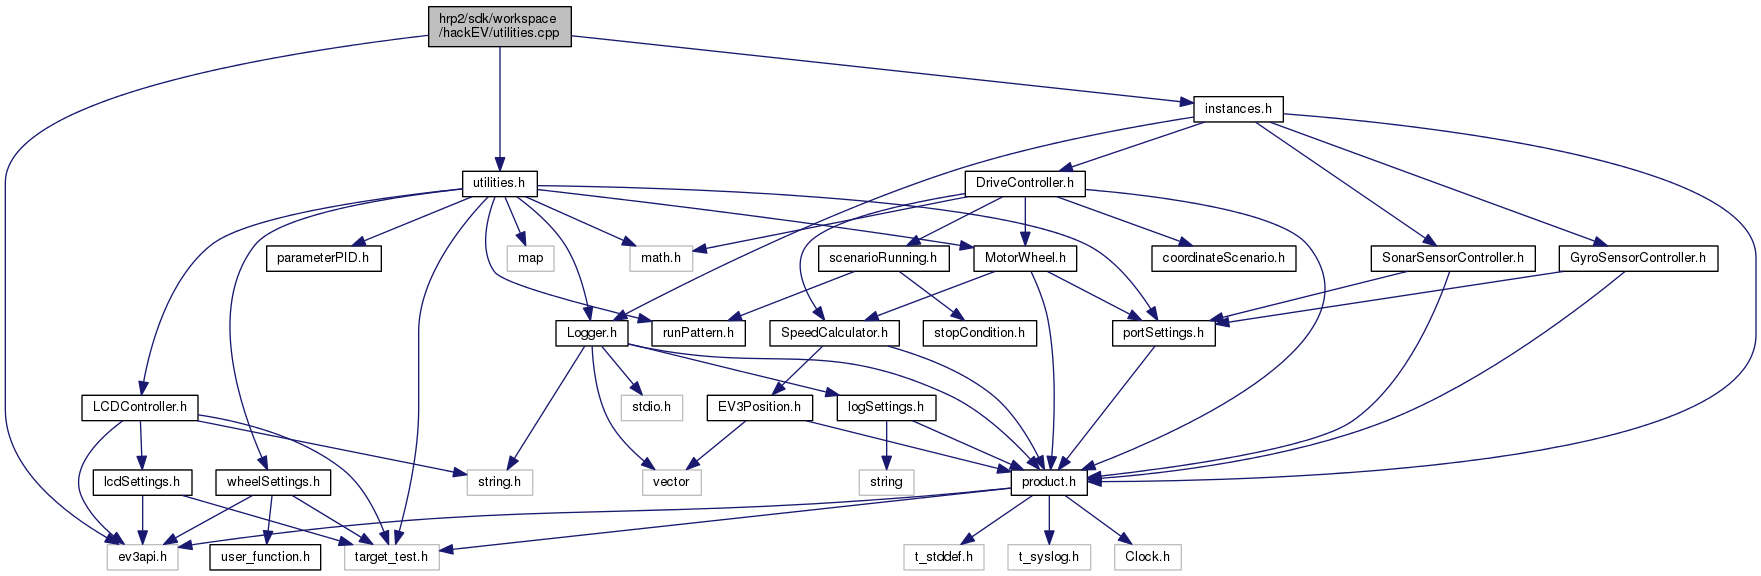 hrp2/sdk/workspace
/hackEV/utilities.cpp
instances.h
utilities.h
DriveController.h
parameterPID.h
map
math.h
scenarioRunning.h
MotorWheel.h
coordinateScenario.h
SonarSensorController.h
GyroSensorController.h
Logger.h
runPattern.h
SpeedCalculator.h
stopCondition.h
portSettings.h
LCDController.h
stdio.h
EV3Position.h
logSettings.h
lcdSettings.h
wheelSettings.h
string.h
vector
string
product.h
ev3api.h
user_function.h
target_test.h
t_stddef.h
t_syslog.h
Clock.h